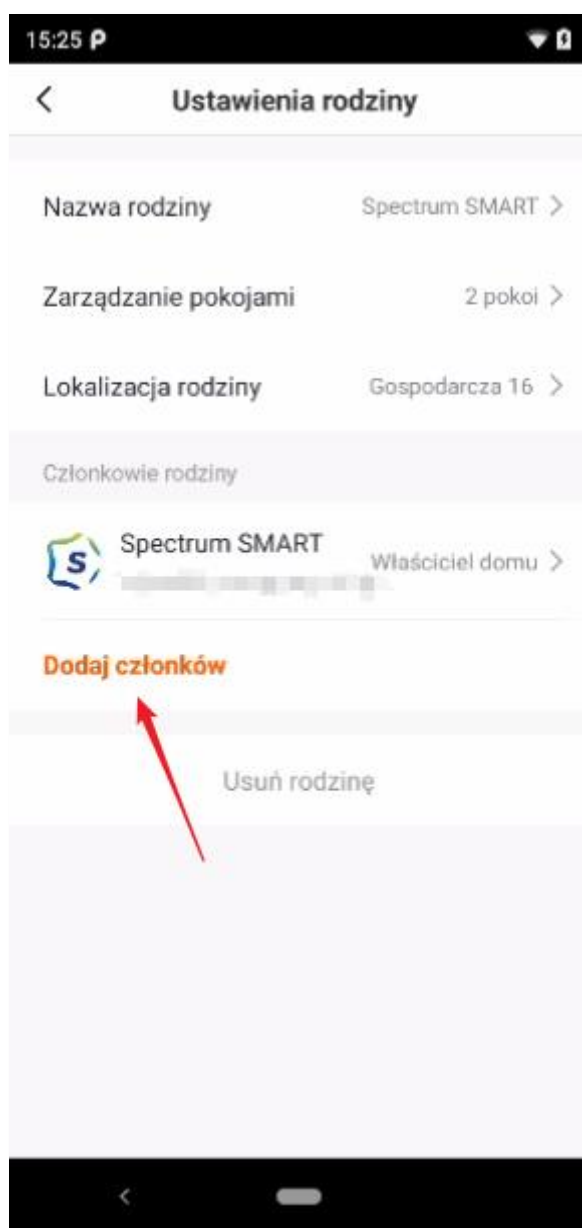 15:25
Ustawienia rodziny
Nazwa rodziny Spectrum SMART
Zarządzanie pokojami 2 pokoi
Lokalizacja rodziny Gospodarcza 16
Członkowie rodziny
S
Spectrum SMART
Właściciel domu
Dodaj członków
Usuń rodzinę